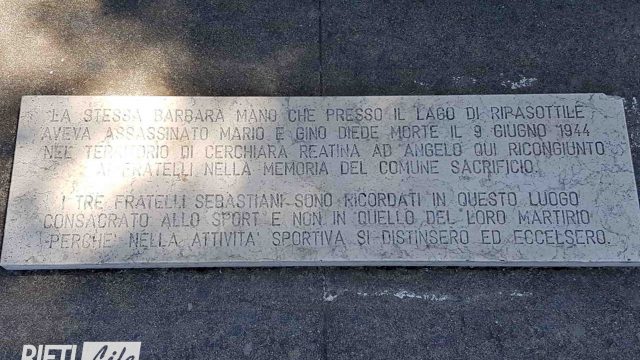 LA STESSA BARBARA MANO CHE PRESSO IL LAGO DI RIPASOTTILE
AVEVA ASSASSINATO MARIO E GINO DIEDE MORTE IL 9 GIUGNO 1944
NEL TERRITORIO DI CERCHIARA REATINA AD ANGELO QUI RICONGIUNTO
AI FRATELLI NELLA MEMORIA DEL COMUNE SACRIFICIO.
I TRE FRATELLI SEBASTIANI SONO RICORDATI IN QUESTO LUOGO
CONSACRATO ALLO SPORT E NON IN QUELLO DEL LORO MARTIRIO
PERCHE' NELLA ATTIVITA' SPORTIVA SI DISTINSERO ED ECCELSERO.
RIETI Life